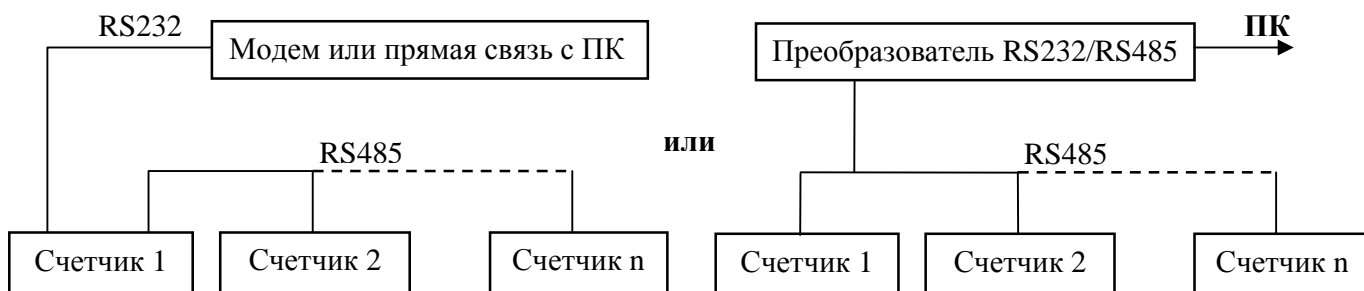 RS232
Модем или прямая связь с ПК
RS485
Счетчик 1
Счетчик 2
Счетчик n
или
ПК
Преобразователь RS232/RS485
RS485
Счетчик 1
Счетчик 2
Счетчик n